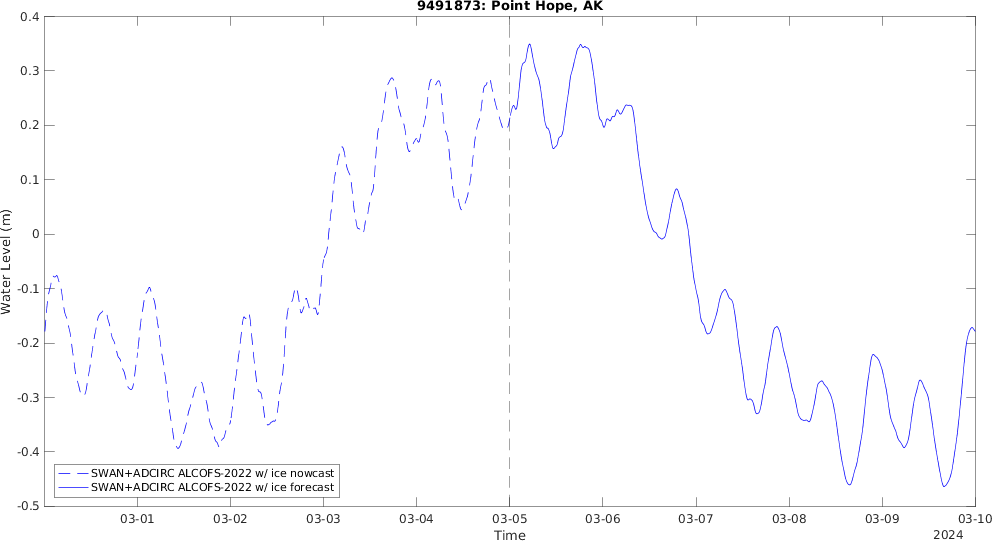 9491873: Point Hope, AK
0.4
0.3
0.2
0.1
0
-0.1
-0.2
-0.3
-0.4
-0.5
Water Level (m)
SWAN+ADCIRC ALCOFS-2022 w/ ice nowcast
SWAN+ADCIRC ALCOFS-2022 w/ ice forecast
03-01 03-02 03-03 03-04 03-05 03-06 03-07 03-08 03-09 03-10
Time
2024